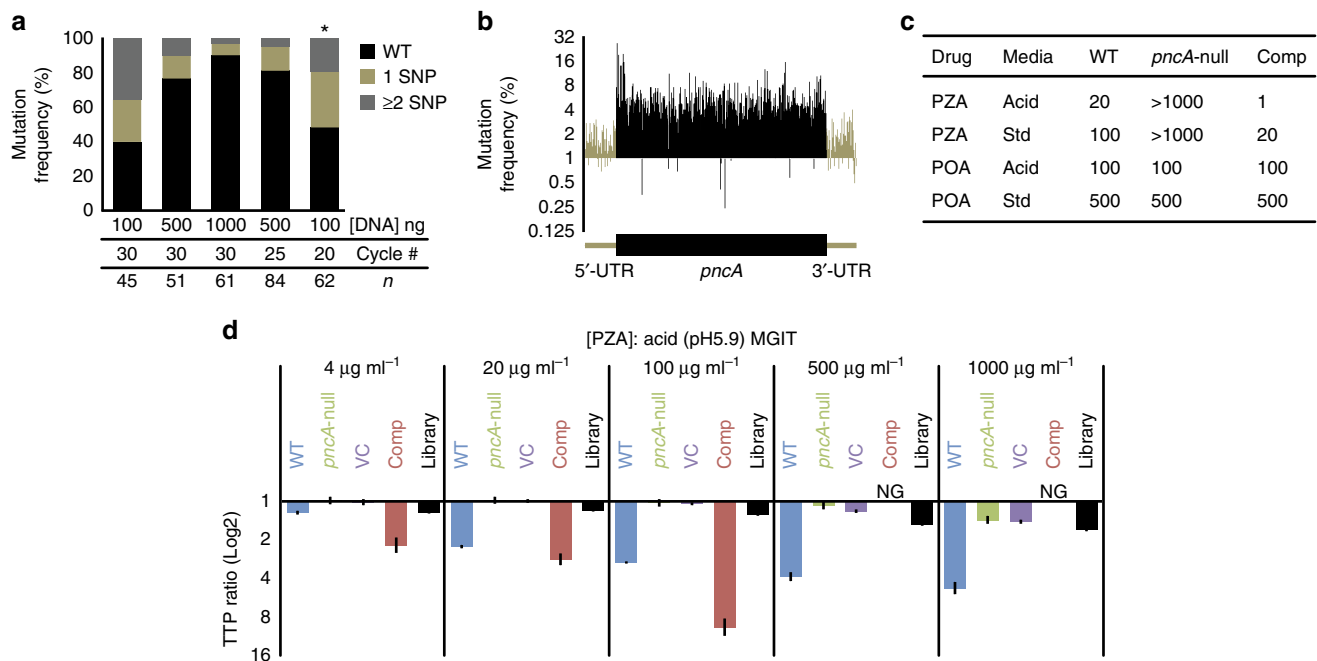 a
*
100
80
60
40
20
0
Mutation
frequency (%)
WT
1 SNP
≥2 SNP
100 500 1000 500 100 [DNA] ng
30 30 30 25 20 Cycle #
45 51 61 84 62 n
b
32
16
8
4
2
1
0.5
0.25
0.125
Mutation
frequency (%)
5′-UTR pncA 3′-UTR
c
Drug Media WT pncA-null Comp
PZA Acid 20 >1000 1
PZA Std 100 >1000 20
POA Acid 100 100 100
POA Std 500 500 500
d
[PZA]: acid (pH5.9) MGIT
4 µg ml⁻¹ 20 µg ml⁻¹ 100 µg ml⁻¹ 500 µg ml⁻¹ 1000 µg ml⁻¹
WT pncA-null VC Comp Library WT pncA-null VC Comp Library WT pncA-null VC Comp Library WT pncA-null VC Comp Library WT pncA-null VC Comp Library
NG NG
1
2
4
8
16
TTP ratio (Log2)